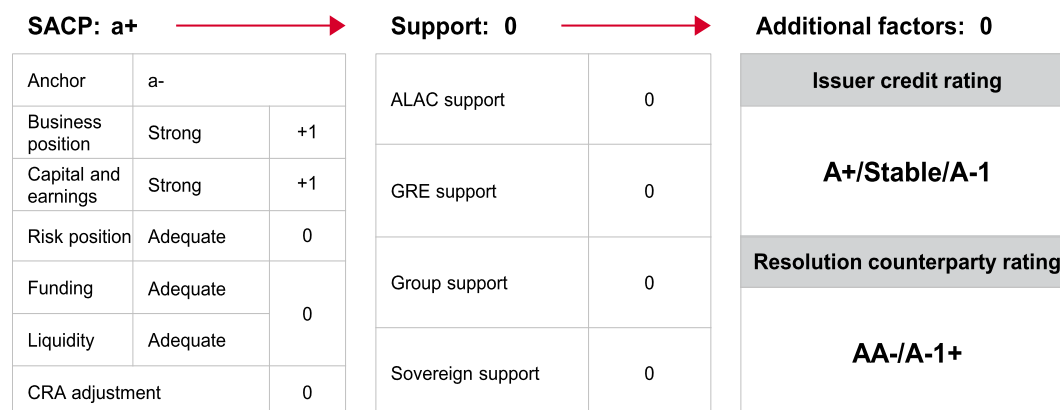 SACP: a+
Support: 0
Additional factors: 0
Anchor a-
Business position Strong +1
Capital and earnings Strong +1
Risk position Adequate 0
Funding Adequate 0
Liquidity Adequate
CRA adjustment 0
ALAC support 0
GRE support 0
Group support 0
Sovereign support 0
Issuer credit rating
A+/Stable/A-1
Resolution counterparty rating
AA-/A-1+